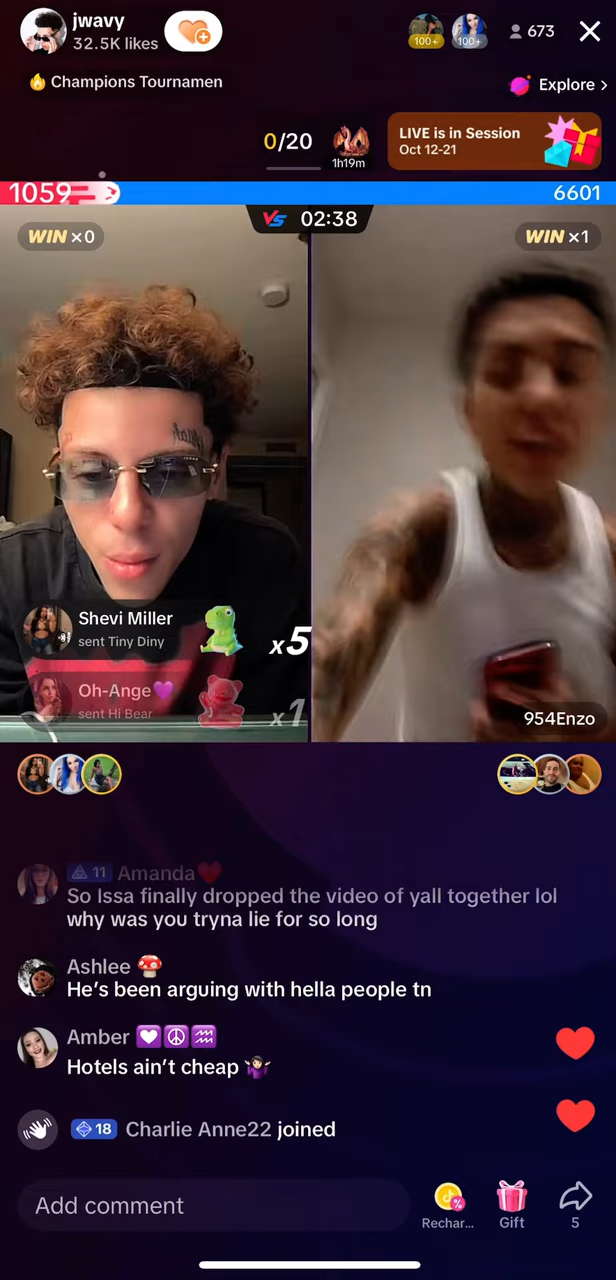 jwavy
32.5K likes
100+
100+
673
🔥 Champions Tournamen
Explore >
0/20
1h19m
LIVE is in Session
Oct 12-21
1059
6601
VS 02:38
WIN x0
WIN x1
Shevi Miller
sent Tiny Diny
x5
Oh-Ange💜
sent Hi Bear
x1
954Enzo
11 Amanda❤️
So Issa finally dropped the video of yall together lol
why was you tryna lie for so long
Ashlee 🍄
He's been arguing with hella people tn
Amber 💟☮️♒
Hotels ain't cheap 🤷🏻‍♀️
18 Charlie Anne22 joined
Add comment
Rechar...
Gift
5